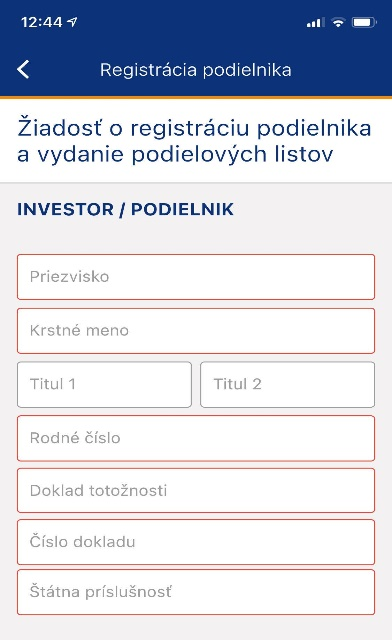 12:44
Registrácia podielnika
Žiadosť o registráciu podielnika
a vydanie podielových listov
INVESTOR / PODIELNIK
Priezvisko
Krstné meno
Titul 1
Titul 2
Rodné číslo
Doklad totožnosti
Číslo dokladu
Štátna príslušnosť